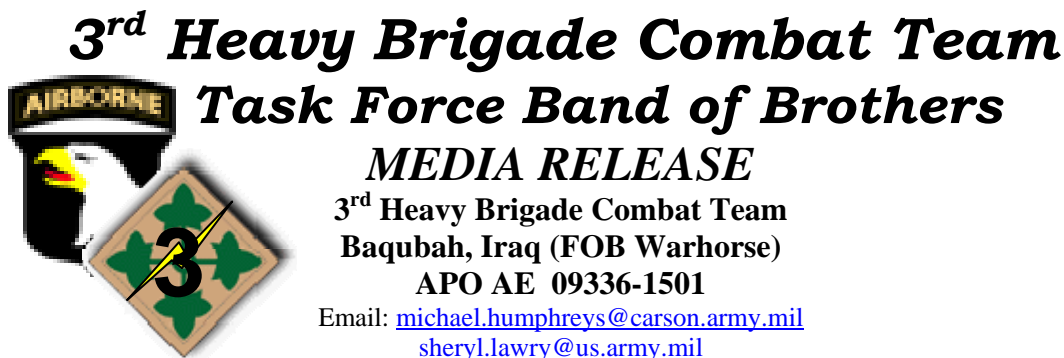 3rd Heavy Brigade Combat Team
AIRBORNE
Task Force Band of Brothers
MEDIA RELEASE
3rd Heavy Brigade Combat Team
Baqubah, Iraq (FOB Warhorse)
APO AE 09336-1501
Email: michael.humphreys@carson.army.mil
sheryl.lawry@us.army.mil
3